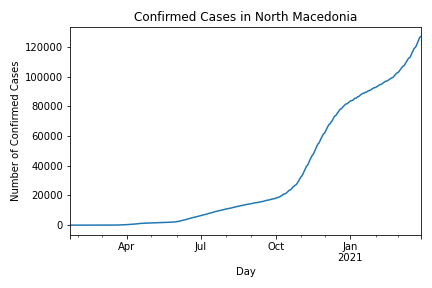 Confirmed Cases in North Macedonia
Number of Confirmed Cases
120000
100000
80000
60000
40000
20000
0
Apr
Jul
Oct
Jan
2021
Day